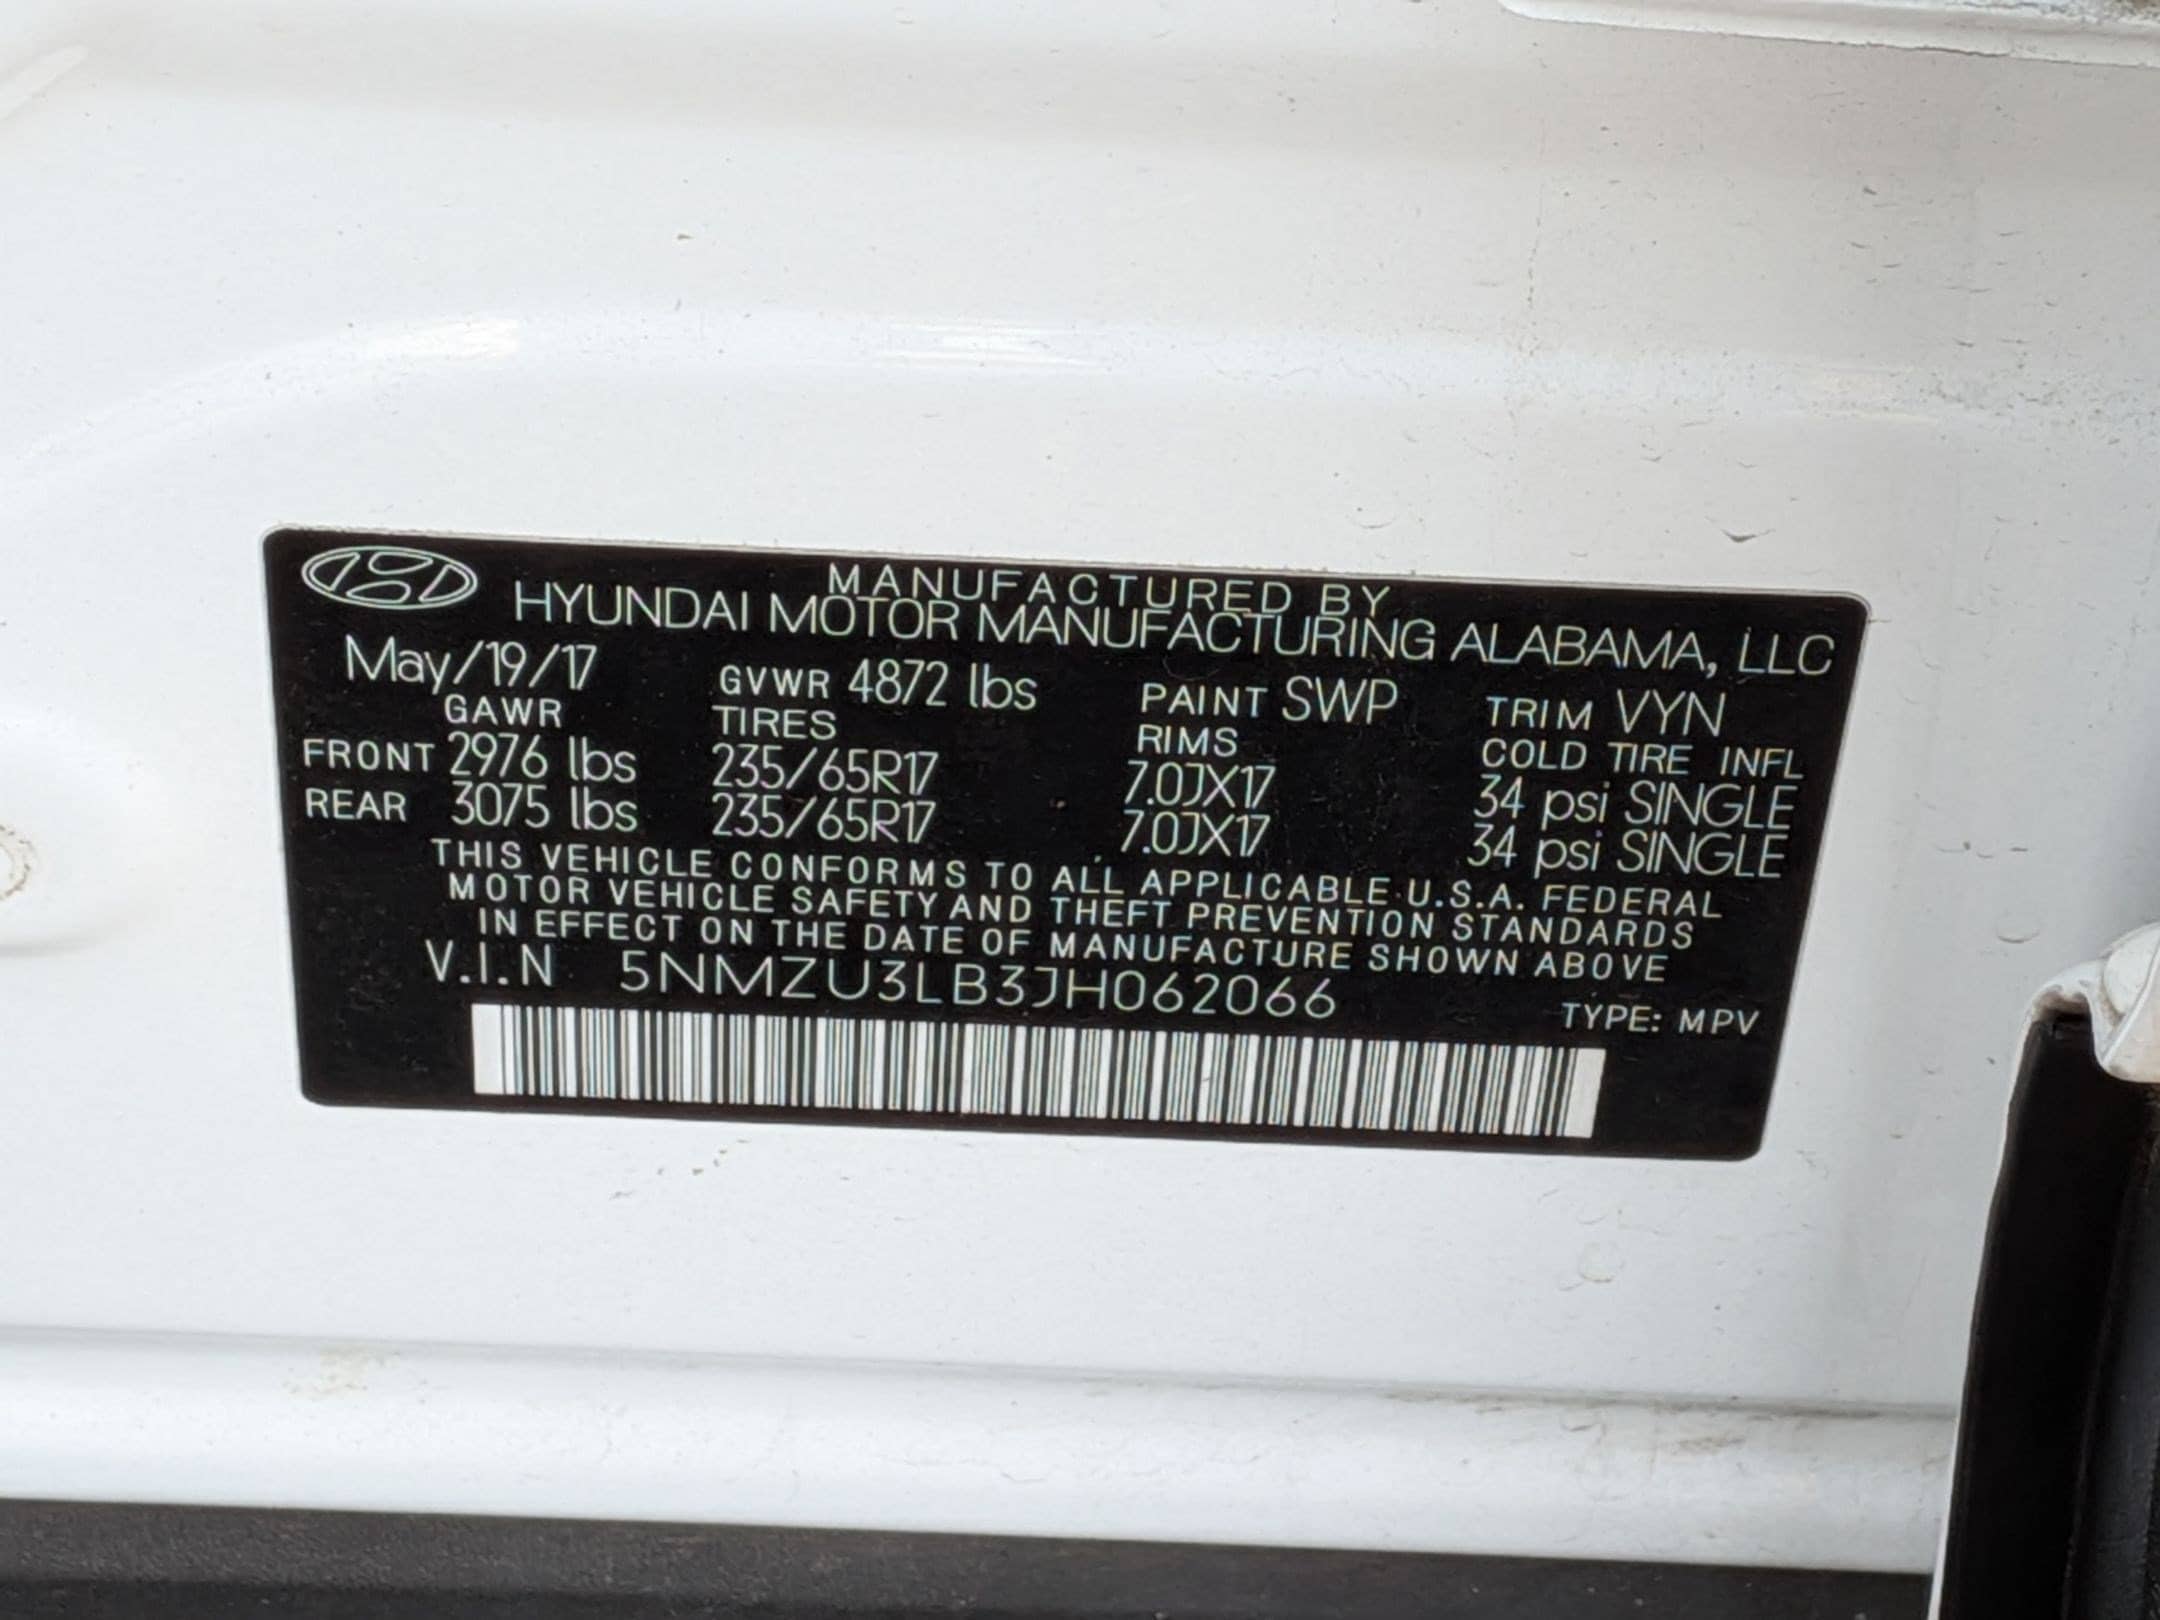 MANUFACTURED BY
HYUNDAI MOTOR MANUFACTURING ALABAMA, LLC
May/19/17 GVWR 4872 lbs PAINT SWP TRIM VYN
GAWR TIRES RIMS COLD TIRE INFL
FRONT 2976 lbs 235/65R17 7.0JX17 34 psi SINGLE
REAR 3075 lbs 235/65R17 7.0JX17 34 psi SINGLE
THIS VEHICLE CONFORMS TO ALL APPLICABLE U.S.A. FEDERAL
MOTOR VEHICLE SAFETY AND THEFT PREVENTION STANDARDS
IN EFFECT ON THE DATE OF MANUFACTURE SHOWN ABOVE
V.I.N 5NMZU3LB3JH062066
TYPE: MPV